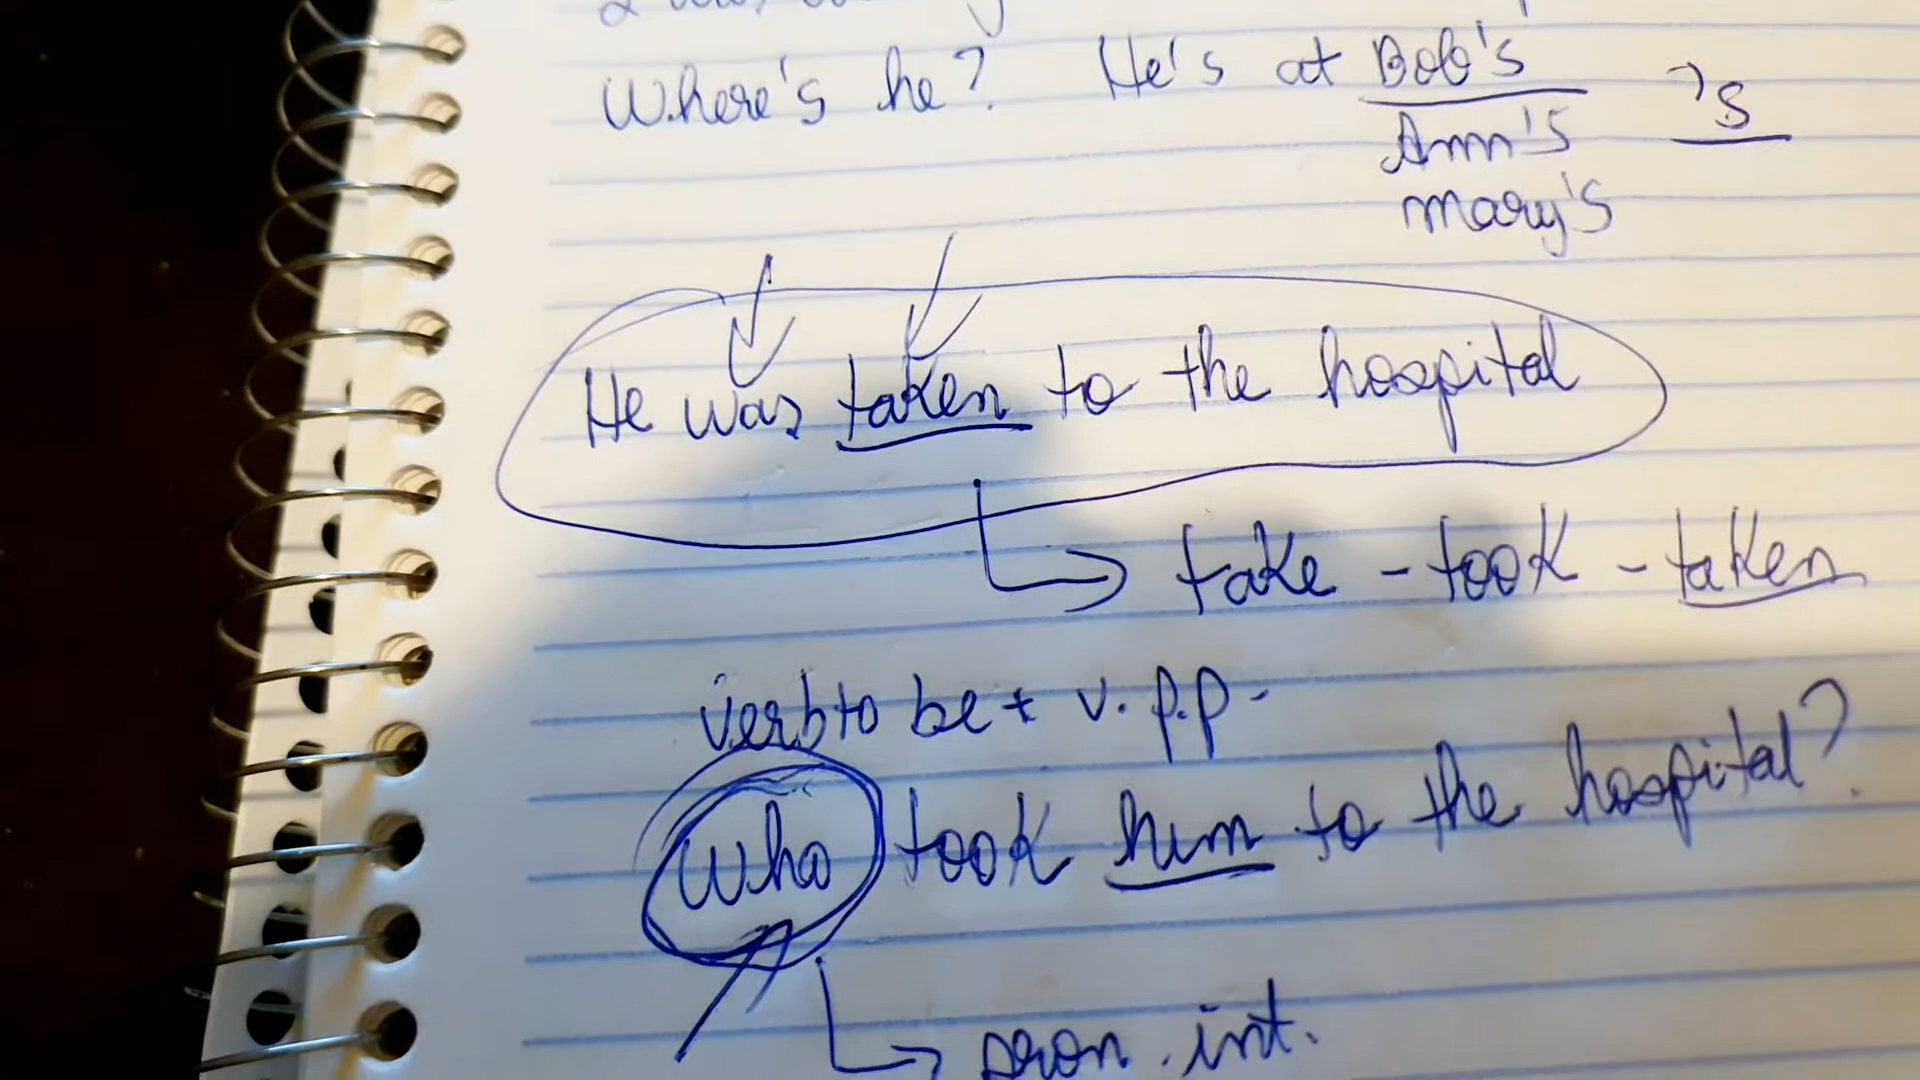 Where's he? He's at Bob's 's
Ann's
Mary's
He was taken to the hospital
take - took - taken
verb to be + v. p.p.
Who took him to the hospital?
pron. int.